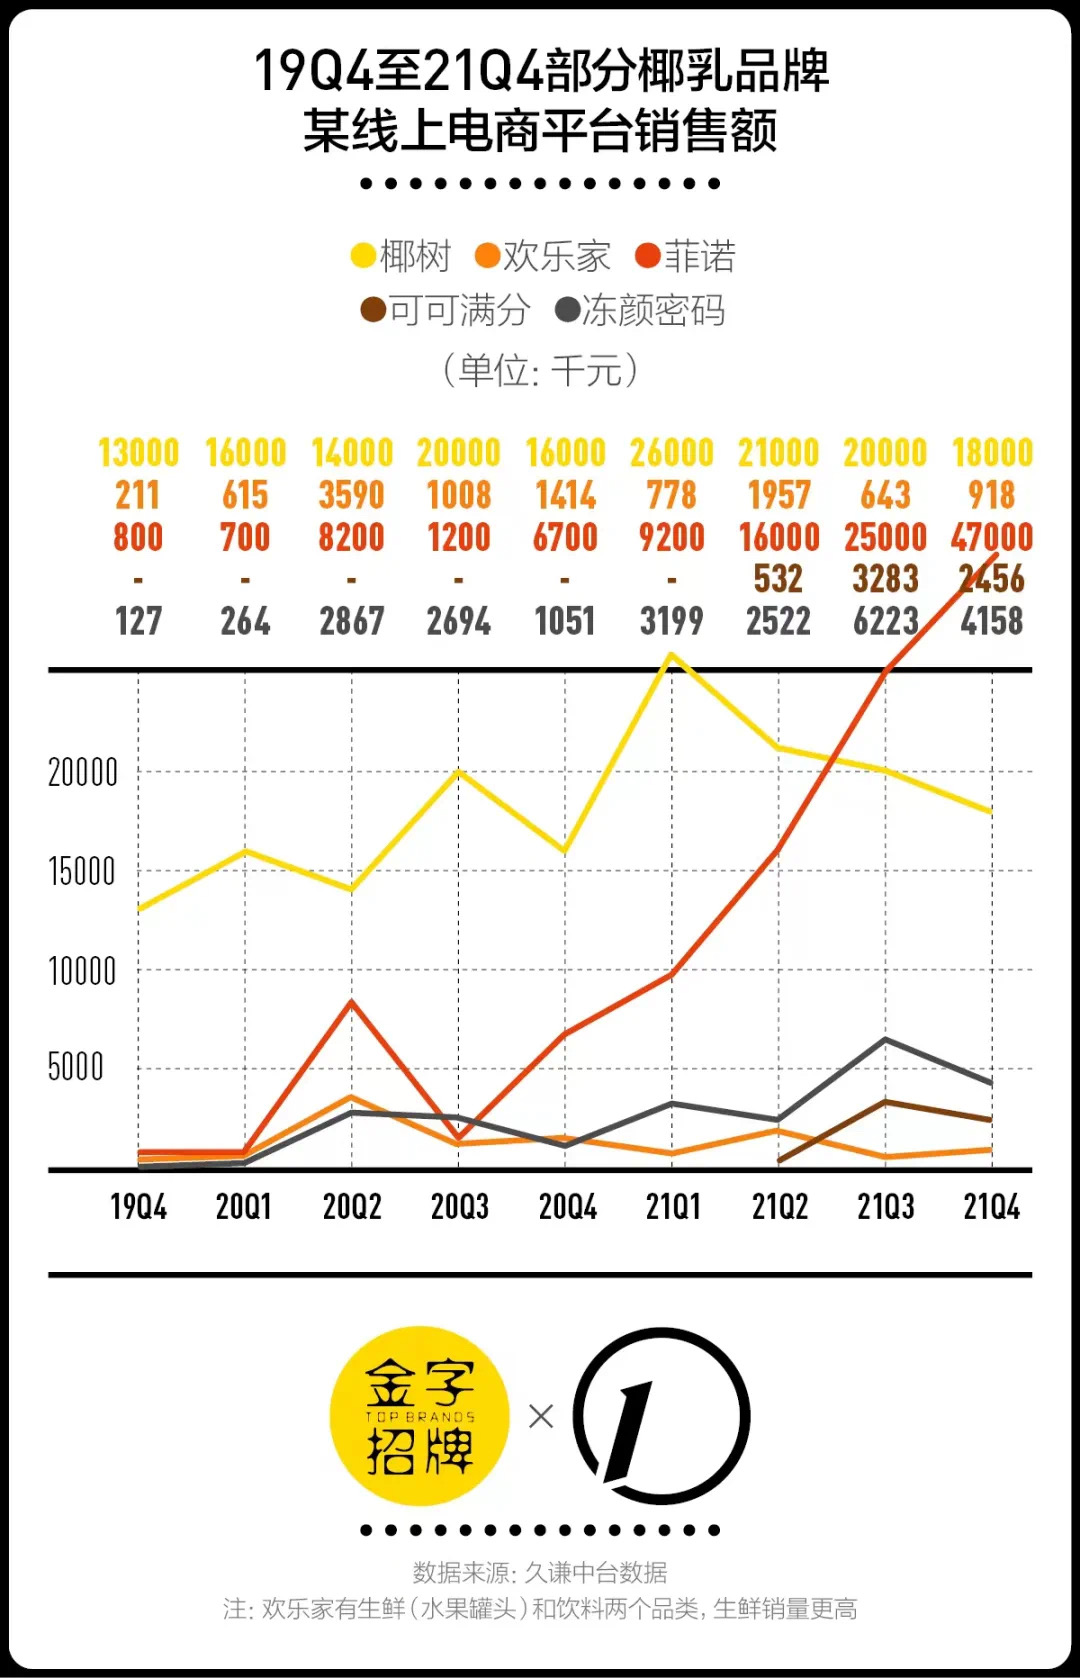 19Q4至21Q4部分椰乳品牌
某线上电商平台销售额
椰树 欢乐家 菲诺
可可满分 冻颜密码
（单位: 千元）
13000 16000 14000 20000 16000 26000 21000 20000 18000
211 615 3590 1008 1414 778 1957 643 918
800 700 8200 1200 6700 9200 16000 25000 47000
- - - - - - 532 3283 2456
127 264 2867 2694 1051 3199 2522 6223 4158
20000
15000
10000
5000
19Q4 20Q1 20Q2 20Q3 20Q4 21Q1 21Q2 21Q3 21Q4
金字
TOP BRANDS
招牌
×
数据来源: 久谦中台数据
注: 欢乐家有生鲜（水果罐头）和饮料两个品类, 生鲜销量更高